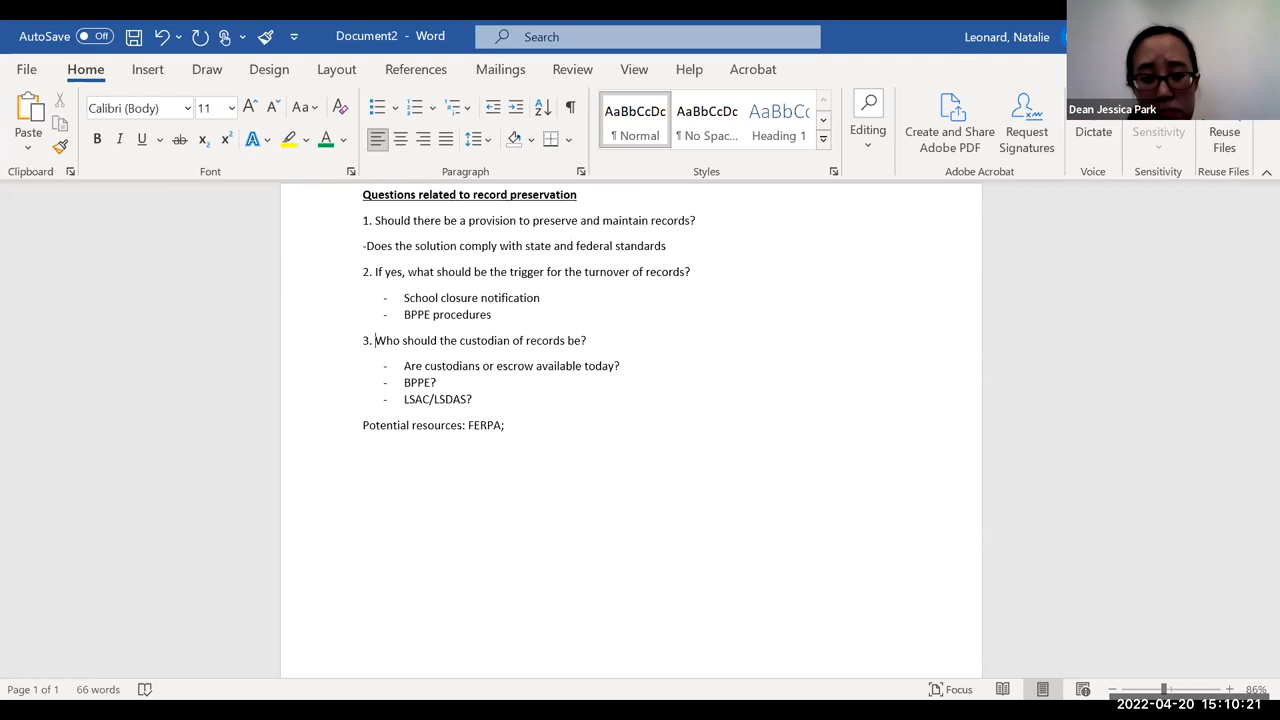 AutoSave Off Document2 - Word Search Leonard, Natalie
File Home Insert Draw Design Layout References Mailings Review View Help Acrobat
Dean Jessica Park
Calibri (Body) 11
Paste
AaBbCcDc AaBbCcDc AaBbCc
¶ Normal ¶ No Spac... Heading 1
Editing
Create and Share Adobe PDF
Request Signatures
Dictate
Sensitivity
Reuse Files
Clipboard Font Paragraph Styles Adobe Acrobat Voice Sensitivity Reuse Files
Questions related to record preservation
1. Should there be a provision to preserve and maintain records?
-Does the solution comply with state and federal standards
2. If yes, what should be the trigger for the turnover of records?
- School closure notification
- BPPE procedures
3. Who should the custodian of records be?
- Are custodians or escrow available today?
- BPPE?
- LSAC/LSDAS?
Potential resources: FERPA;
Page 1 of 1 66 words Focus 86%
2022-04-20 15:10:21